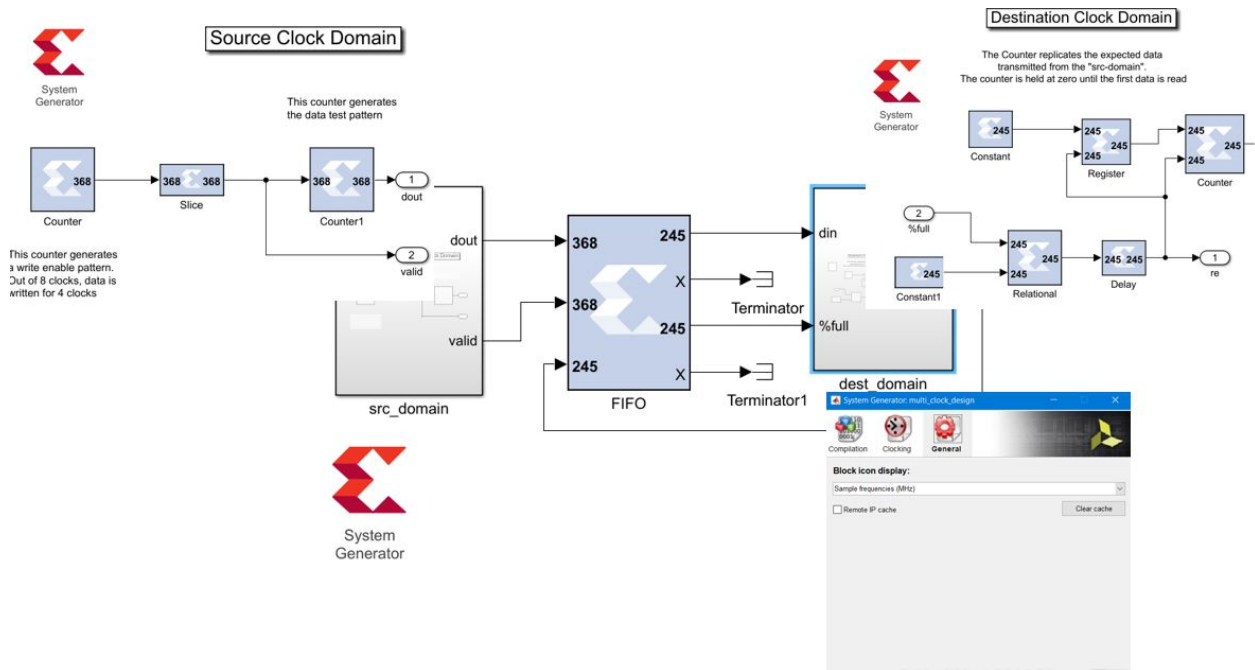 Source Clock Domain
System
Generator
This counter generates
the data test pattern
368
Counter
368
368
Slice
368
368
Counter1
1
dout
2
valid
This counter generates
a write enable pattern.
Out of 8 clocks, data is
written for 4 clocks
dout
valid
src_domain
368
368
245
245
X
245
X
FIFO
Terminator
Terminator1
din
%full
dest_domain
System
Generator
Destination Clock Domain
The Counter replicates the expected data
transmitted from the "src-domain".
The counter is held at zero until the first data is read
System
Generator
245
Constant
245
245
245
Register
245
245
245
Counter
2
%full
245
Constant1
245
245
245
Relational
245
245
Delay
1
re
System Generator: multi_clock_design
Compilation
Clocking
General
Block icon display:
Sample frequencies (MHz)
Remote IP cache
Clear cache